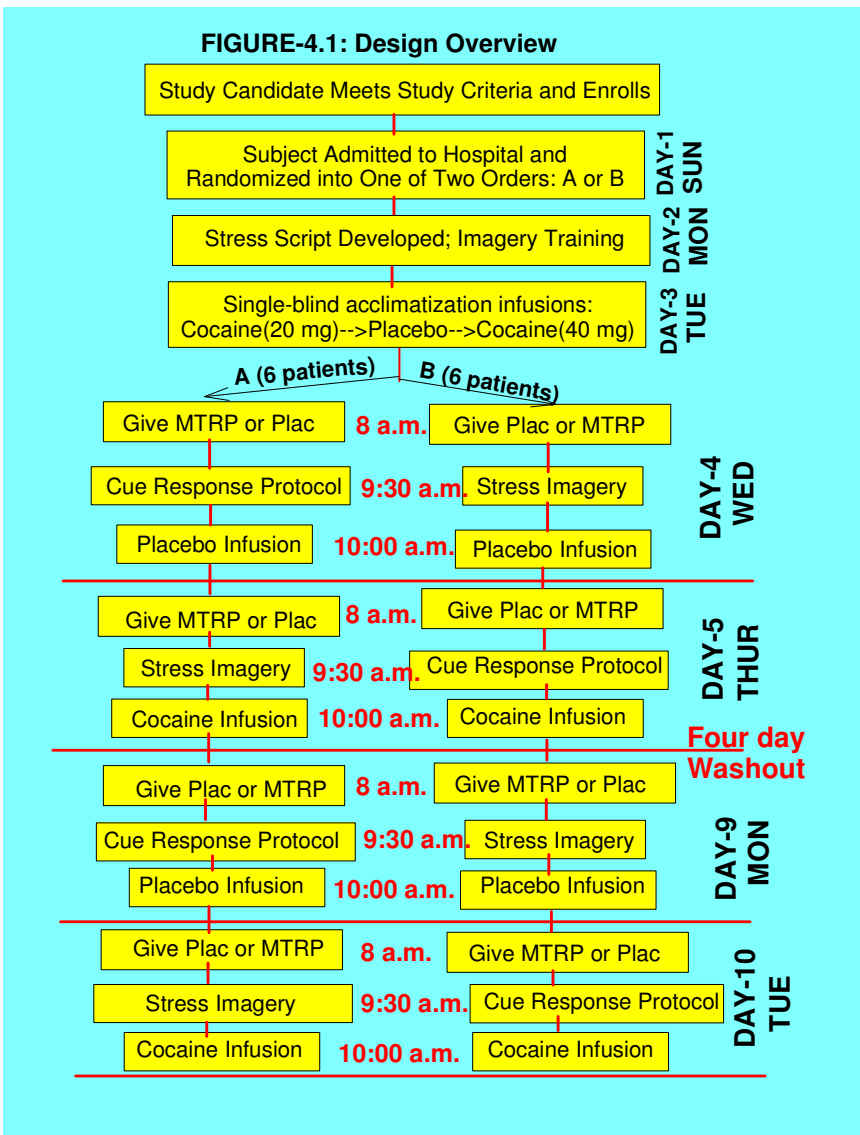 FIGURE-4.1: Design Overview
Study Candidate Meets Study Criteria and Enrolls
Subject Admitted to Hospital and
Randomized into One of Two Orders: A or B
DAY-1
SUN
Stress Script Developed; Imagery Training
DAY-2
MON
Single-blind acclimatization infusions:
Cocaine(20 mg)-->Placebo-->Cocaine(40 mg)
DAY-3
TUE
A (6 patients)
B (6 patients)
Give MTRP or Plac
8 a.m.
Give Plac or MTRP
Cue Response Protocol
9:30 a.m.
Stress Imagery
Placebo Infusion
10:00 a.m.
Placebo Infusion
DAY-4
WED
Give MTRP or Plac
8 a.m.
Give Plac or MTRP
Stress Imagery
9:30 a.m.
Cue Response Protocol
Cocaine Infusion
10:00 a.m.
Cocaine Infusion
DAY-5
THUR
Four day
Washout
Give Plac or MTRP
8 a.m.
Give MTRP or Plac
Cue Response Protocol
9:30 a.m.
Stress Imagery
Placebo Infusion
10:00 a.m.
Placebo Infusion
DAY-9
MON
Give Plac or MTRP
8 a.m.
Give MTRP or Plac
Stress Imagery
9:30 a.m.
Cue Response Protocol
Cocaine Infusion
10:00 a.m.
Cocaine Infusion
DAY-10
TUE